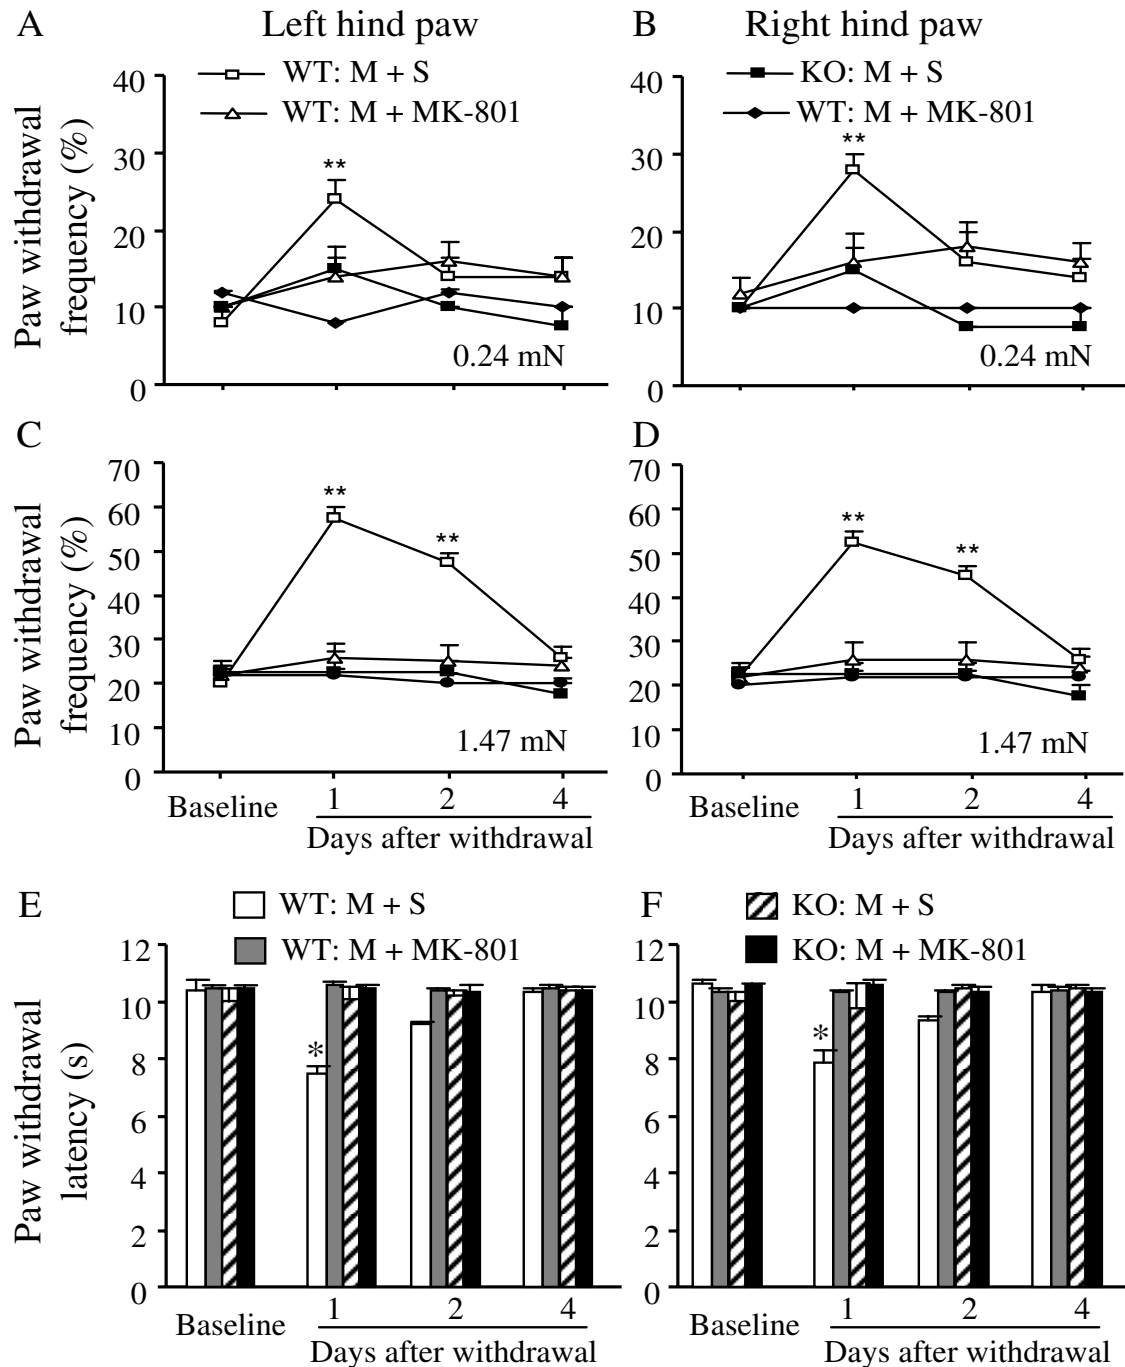 A Left hind paw
B Right hind paw
WT: M + S
WT: M + MK-801
KO: M + S
WT: M + MK-801
Paw withdrawal
frequency (%)
40
30
20
10
0
**
0.24 mN
40
30
20
10
0
**
0.24 mN
C
D
Paw withdrawal
frequency (%)
70
60
50
40
30
20
10
0
**
**
1.47 mN
Baseline 1 2 4
Days after withdrawal
70
60
50
40
30
20
10
0
**
**
1.47 mN
Baseline 1 2 4
Days after withdrawal
E
WT: M + S
WT: M + MK-801
F
KO: M + S
KO: M + MK-801
Paw withdrawal
latency (s)
12
10
8
6
4
2
0
*
Baseline 1 2 4
Days after withdrawal
12
10
8
6
4
2
0
*
Baseline 1 2 4
Days after withdrawal